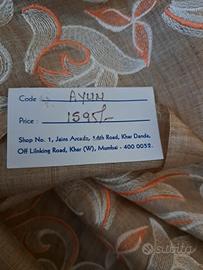 Code : AYUN
Price : 1595/-
Shop No. 1, Jains Arcade, 14th Road, Khar Danda,
Off Linking Road, Khar (W), Mumbai - 400 0052.
subito